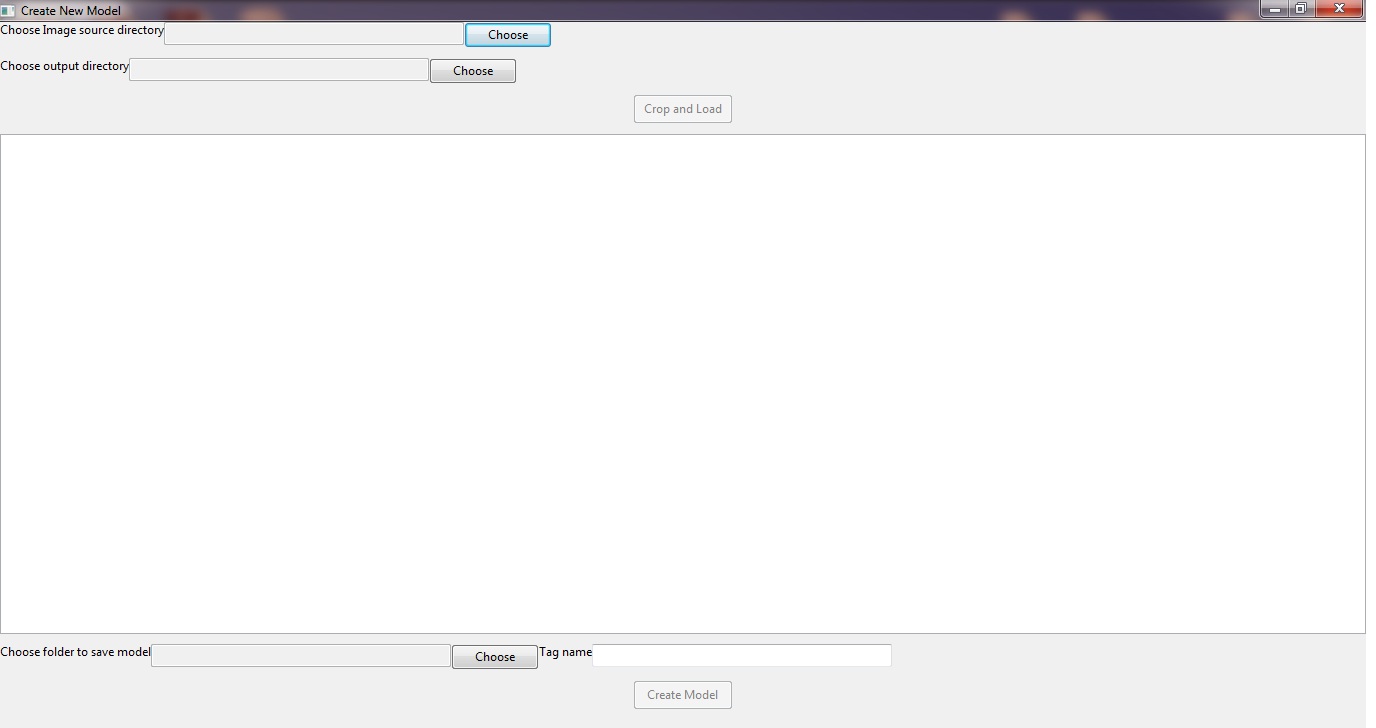 Create New Model
Choose Image source directory Choose
Choose output directory Choose
Crop and Load
Choose folder to save model Choose Tag name
Create Model